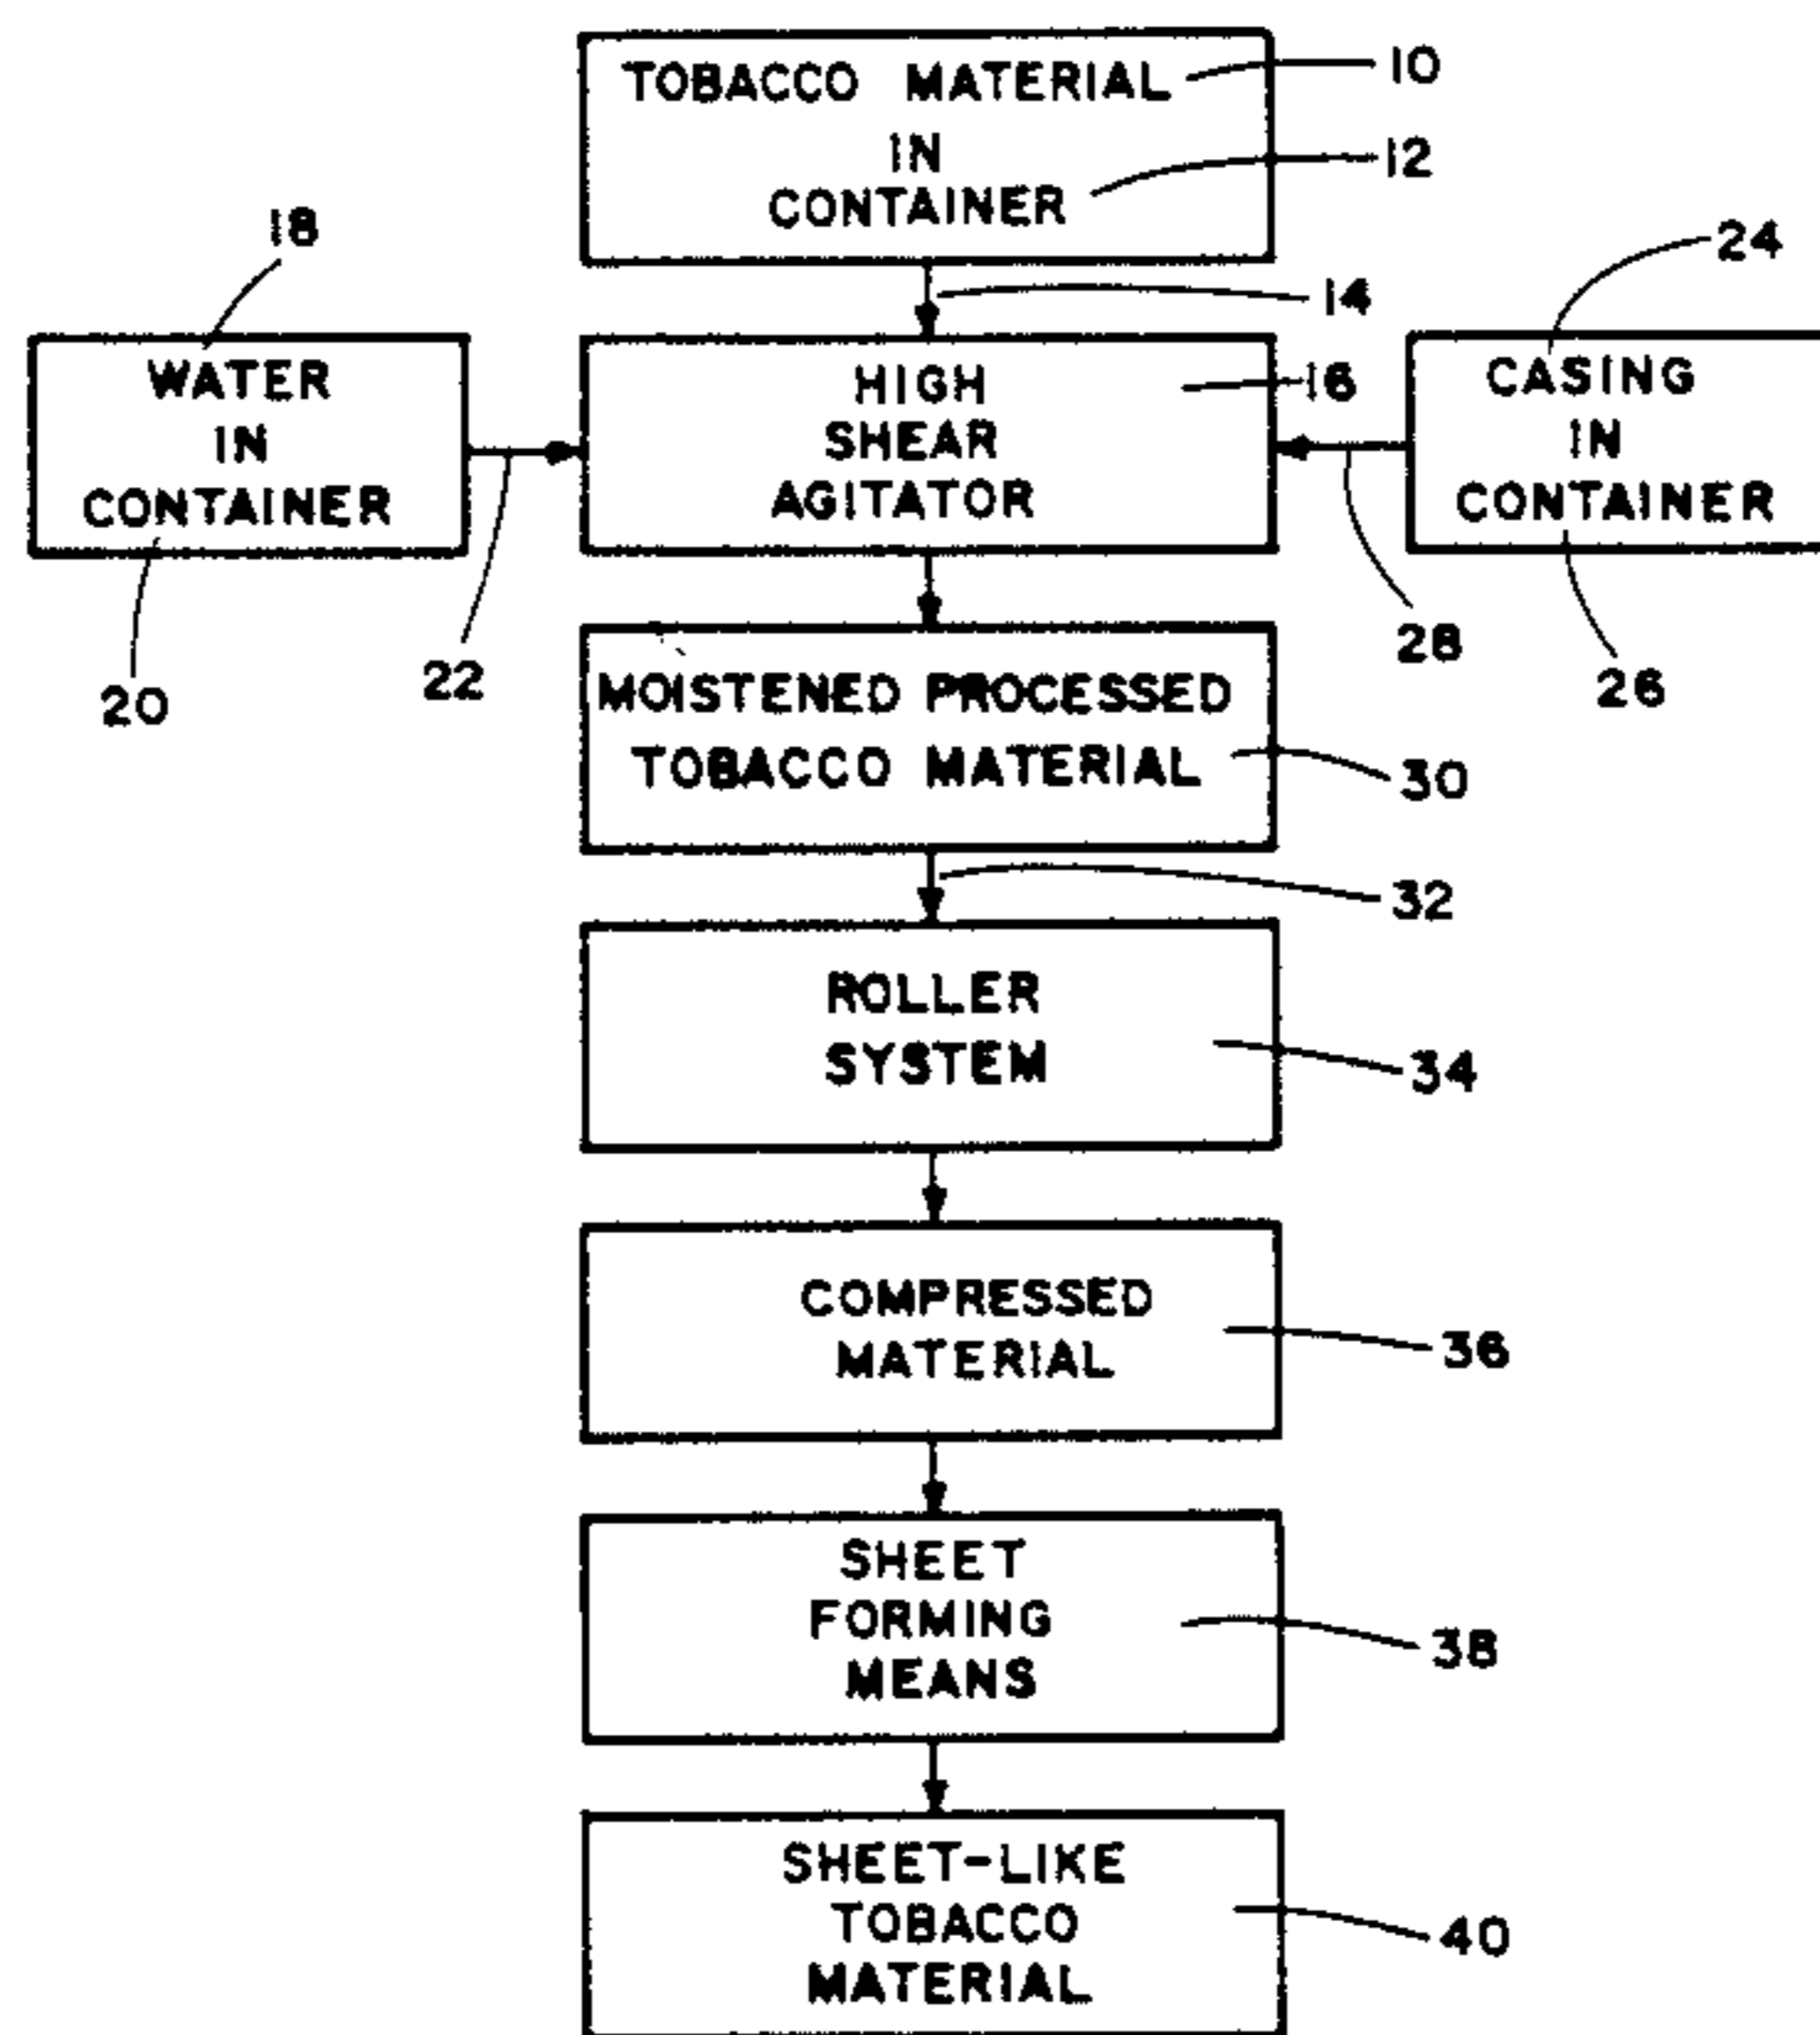 TOBACCO MATERIAL
IN
CONTAINER
10
12
14
18
WATER
IN
CONTAINER
20
22
HIGH
SHEAR
AGITATOR
16
24
CASING
IN
CONTAINER
28
26
MOISTENED PROCESSED
TOBACCO MATERIAL
30
32
ROLLER
SYSTEM
34
COMPRESSED
MATERIAL
36
SHEET
FORMING
MEANS
38
SHEET-LIKE
TOBACCO
MATERIAL
40